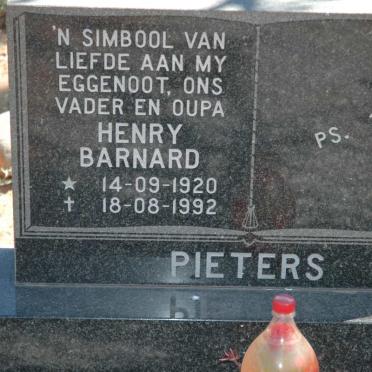 'N SIMBOOL VAN
LIEFDE AAN MY
EGGENOOT, ONS
VADER EN OUPA
HENRY
BARNARD
★ 14-09-1920
✝ 18-08-1992
PS.
PIETERS